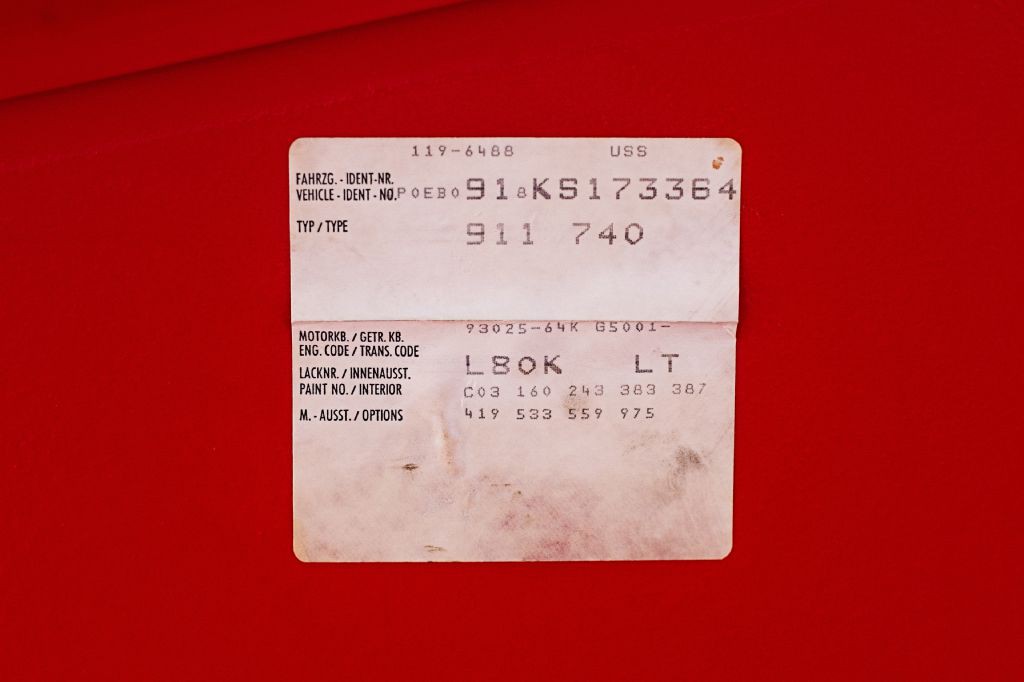 119-6488 USS
FAHRZG. - IDENT-NR.
VEHICLE - IDENT - NO. POEBO 918KS173364
TYP / TYPE 911 740
93025-64K G5001-
MOTORKB. / GETR. KB.
ENG. CODE / TRANS. CODE
L80K LT
LACKNR. / INNENAUSST.
PAINT NO. / INTERIOR C03 160 243 383 387
M. - AUSST. / OPTIONS 419 533 559 975